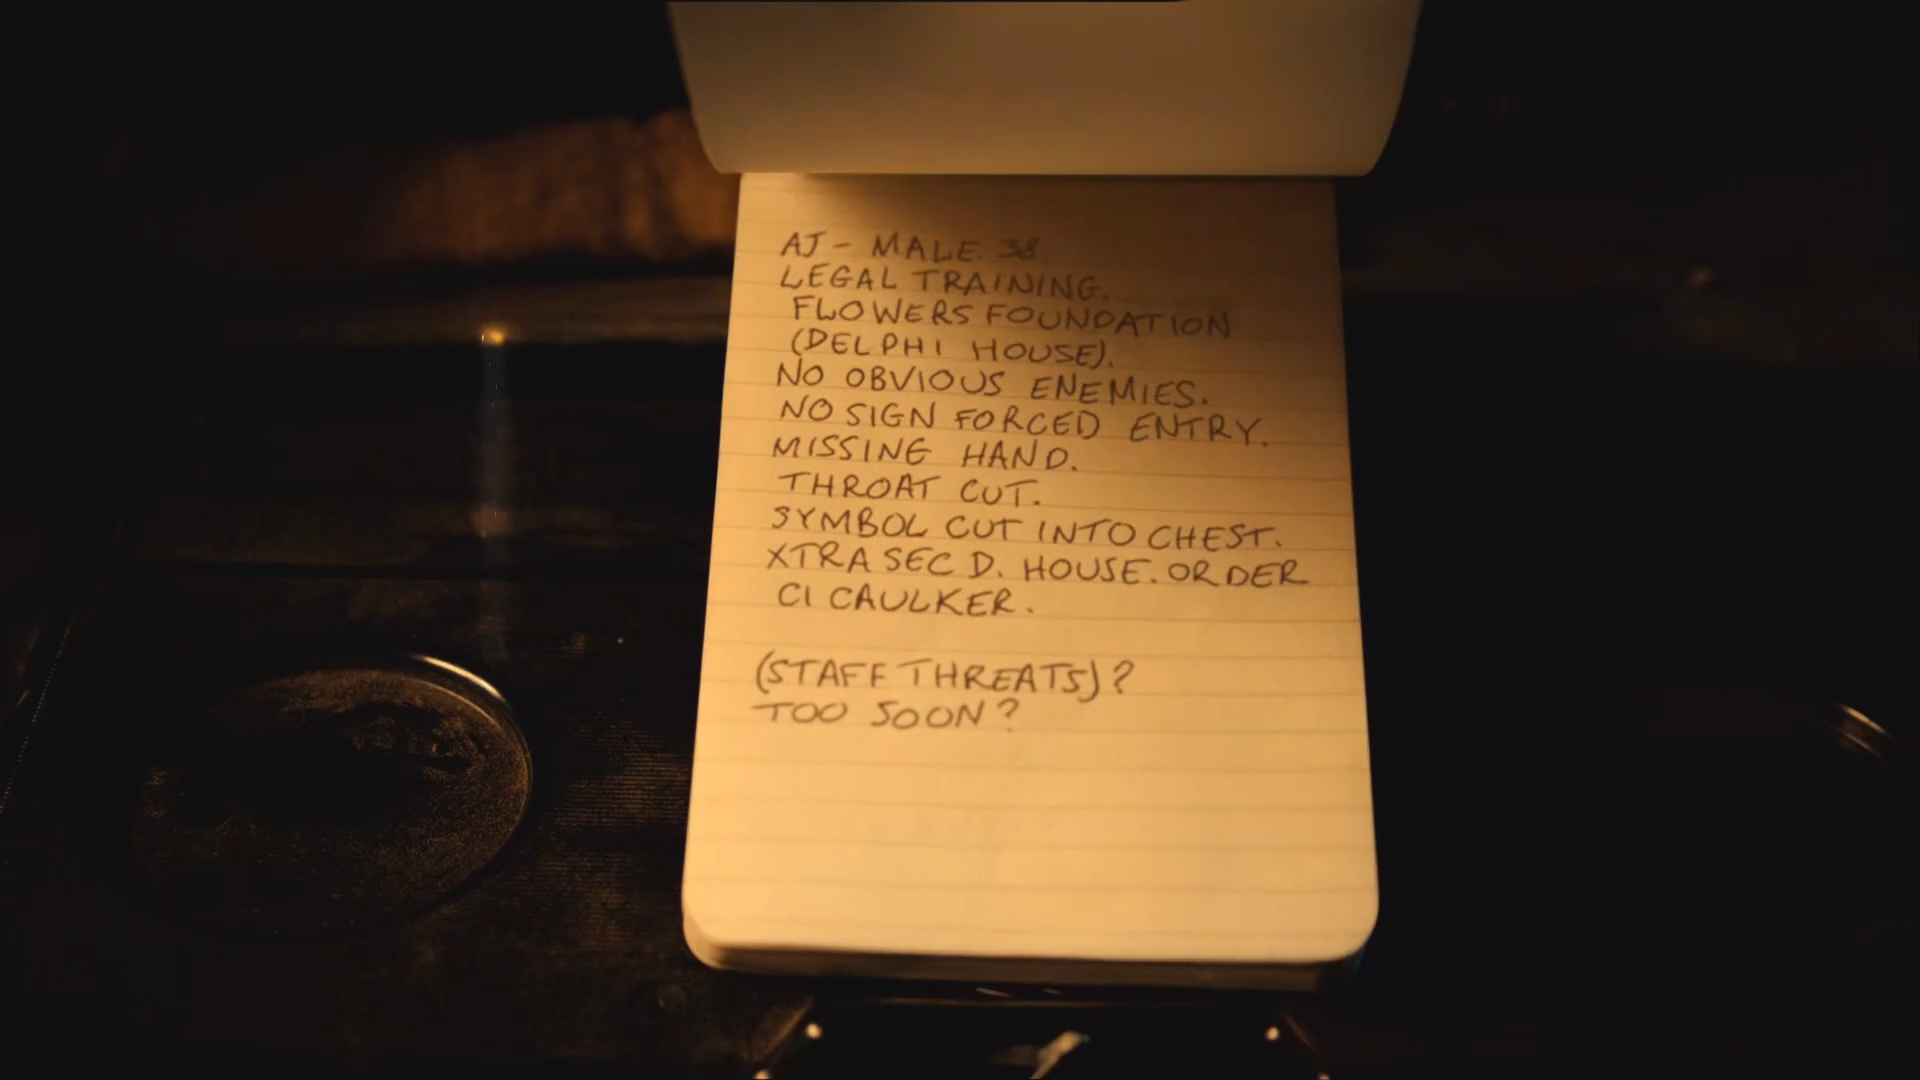 AJ - MALE. 38.
LEGAL TRAINING.
FLOWERS FOUNDATION
(DELPHI HOUSE).
NO OBVIOUS ENEMIES.
NO SIGN FORCED ENTRY.
MISSING HAND.
THROAT CUT.
SYMBOL CUT INTO CHEST.
XTRA SEC D. HOUSE. ORDER
CI CAULKER.
(STAFF THREATS)?
TOO SOON?